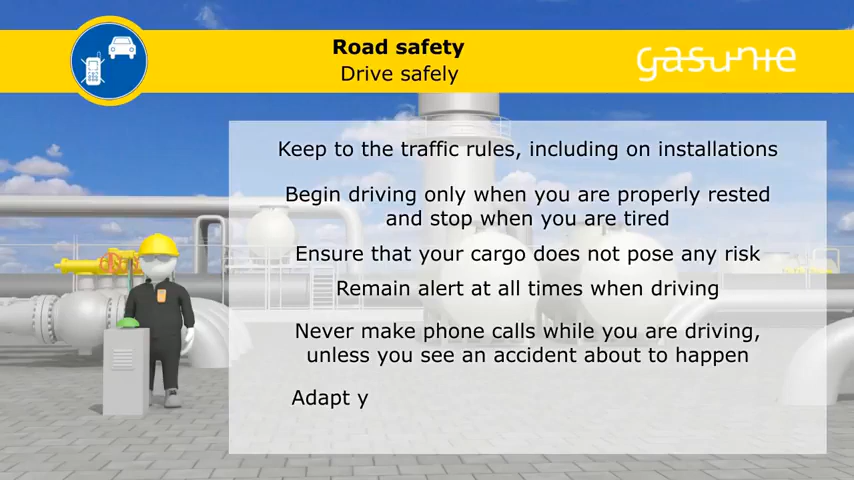 Road safety
Drive safely
gasunie
Keep to the traffic rules, including on installations
Begin driving only when you are properly rested
and stop when you are tired
Ensure that your cargo does not pose any risk
Remain alert at all times when driving
Never make phone calls while you are driving,
unless you see an accident about to happen
Adapt y